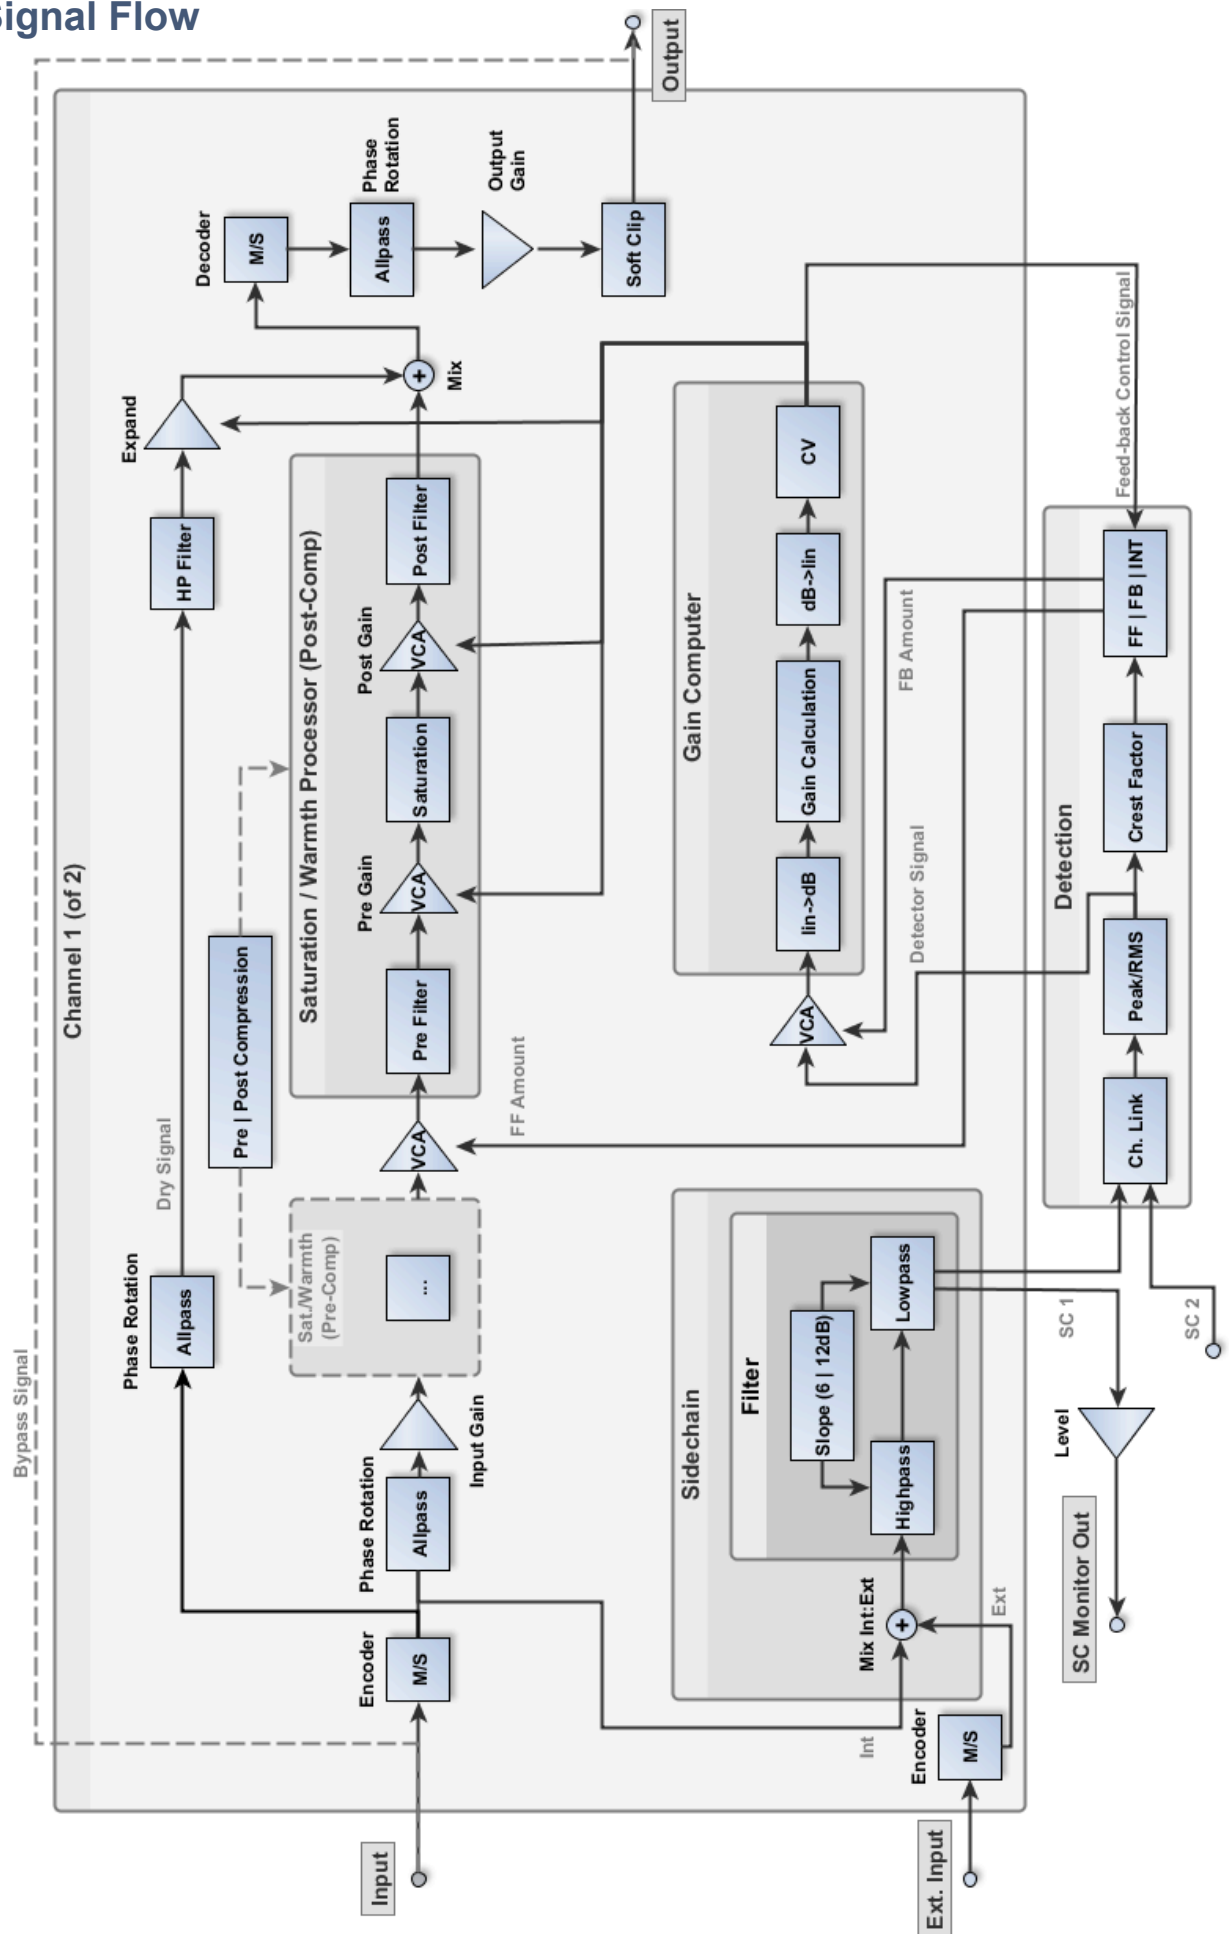 Signal Flow
Output
Bypass Signal
Channel 1 (of 2)
Decoder
M/S
Phase
Rotation
Allpass
Output
Gain
Soft Clip
Expand
Mix
+
HP Filter
Dry Signal
Phase Rotation
Allpass
Pre | Post Compression
Saturation / Warmth Processor (Post-Comp)
Pre Filter
Pre Gain
VCA
Saturation
Post Gain
VCA
Post Filter
VCA
FF Amount
Sat./Warmth
(Pre-Comp)
...
Input Gain
Phase Rotation
Allpass
Encoder
M/S
Input
Gain Computer
lin->dB
Gain Calculation
dB->lin
CV
VCA
FB Amount
Detector Signal
Feed-back Control Signal
Detection
Ch. Link
Peak/RMS
Crest Factor
FF | FB | INT
Sidechain
Filter
Slope (6 | 12dB)
Highpass
Lowpass
Mix Int:Ext
+
Int
Ext
Encoder
M/S
Ext. Input
SC 1
SC 2
Level
SC Monitor Out